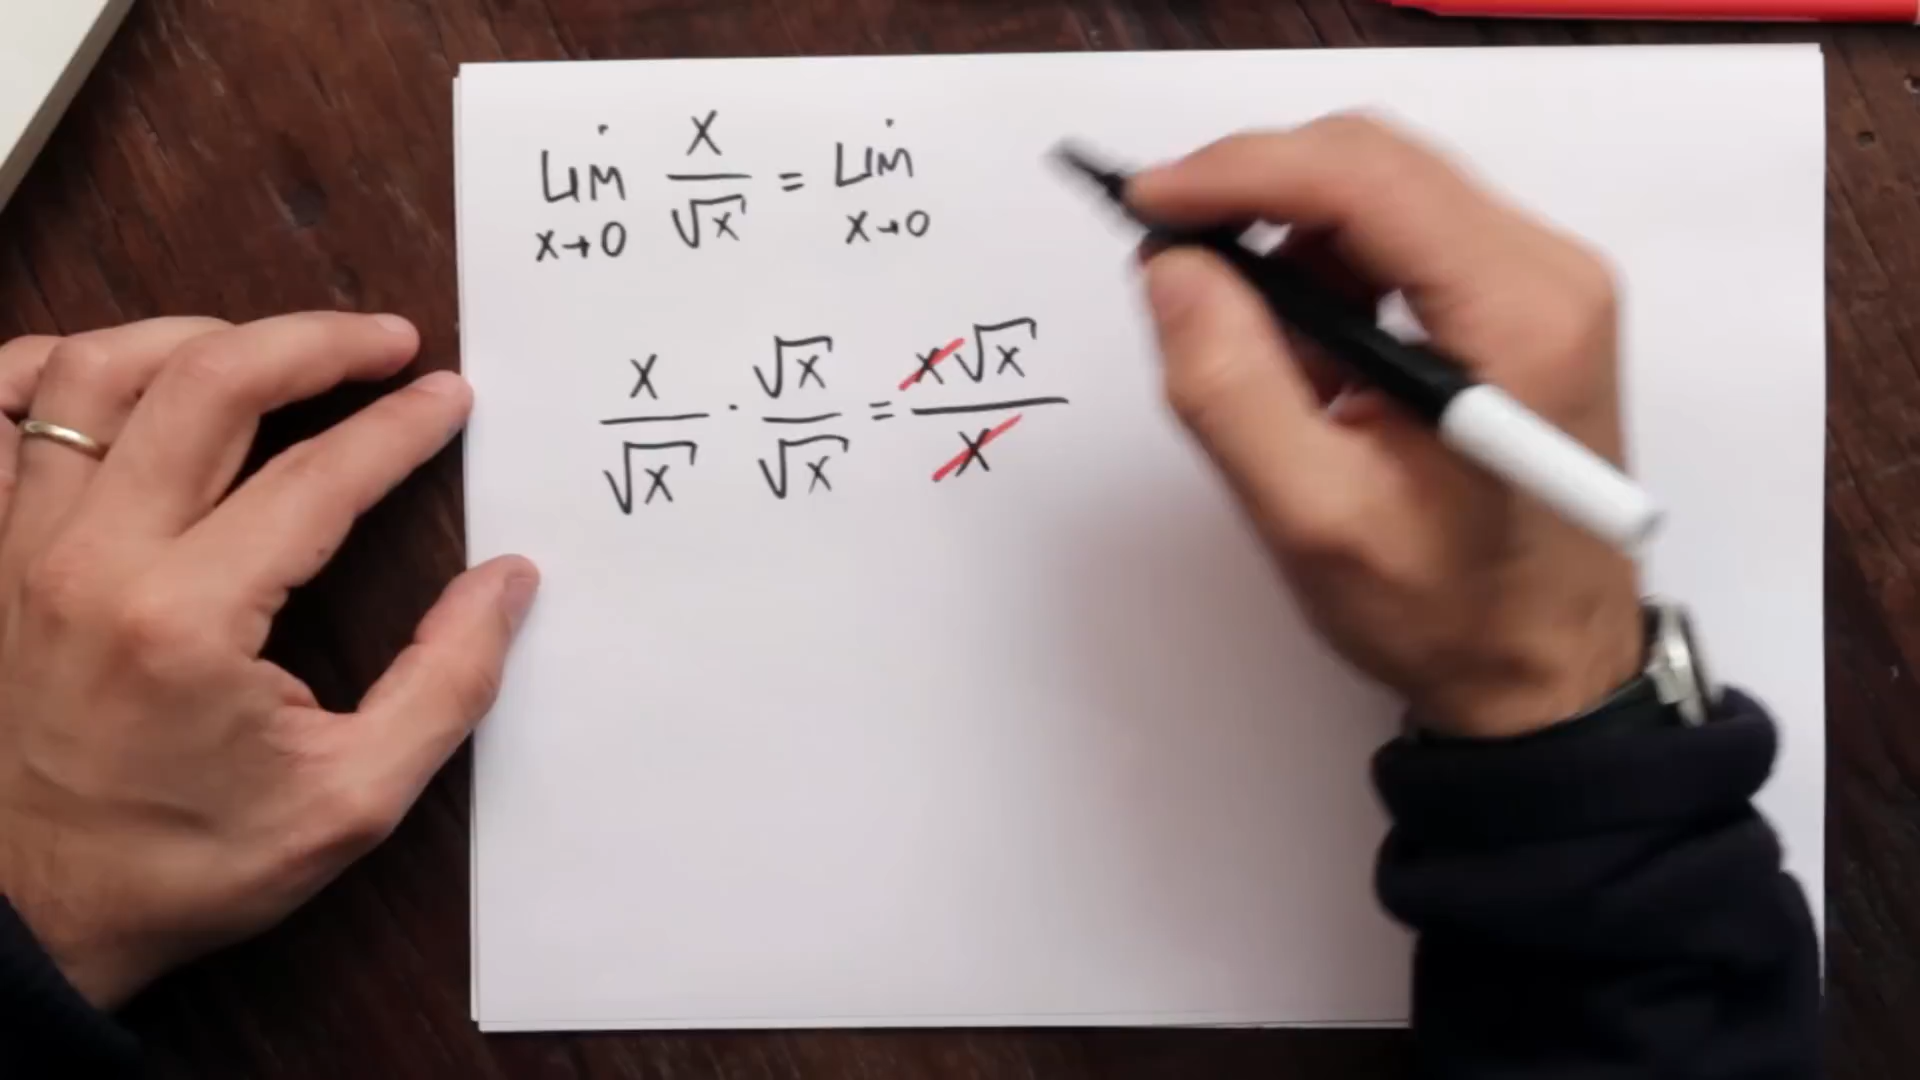 Lim x→0 x/√x = Lim x→0
x/√x · √x/√x = x√x/x